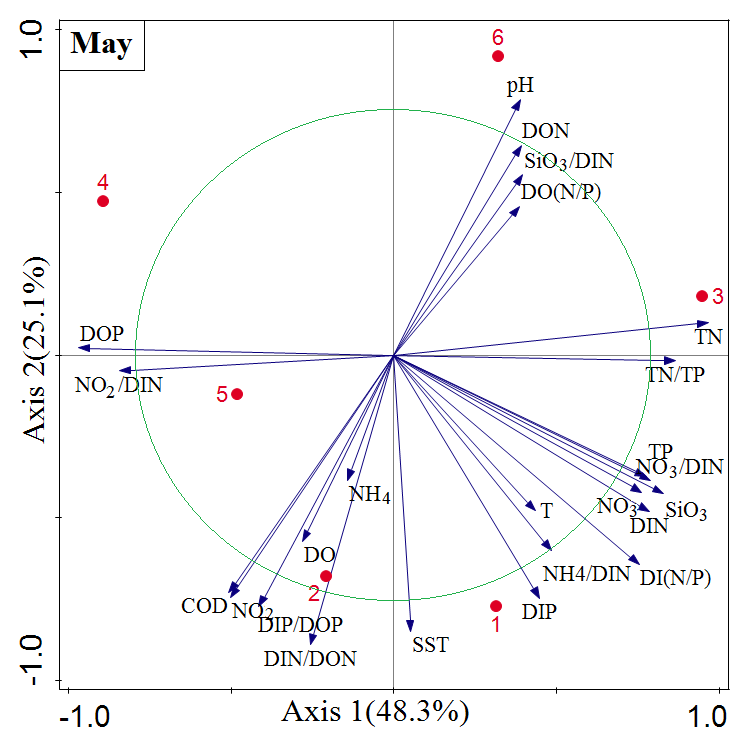 1.0
May
6
pH
DON
SiO₃/DIN
DO(N/P)
4
3
TN
DOP
NO₂/DIN
TN/TP
5
Axis 2(25.1%)
TP
NO₃/DIN
NH₄
NO₃
SiO₃
T
DIN
DO
NH4/DIN
DI(N/P)
2
COD
NO₂
DIP/DOP
1
DIP
DIN/DON
SST
-1.0
-1.0
Axis 1(48.3%)
1.0